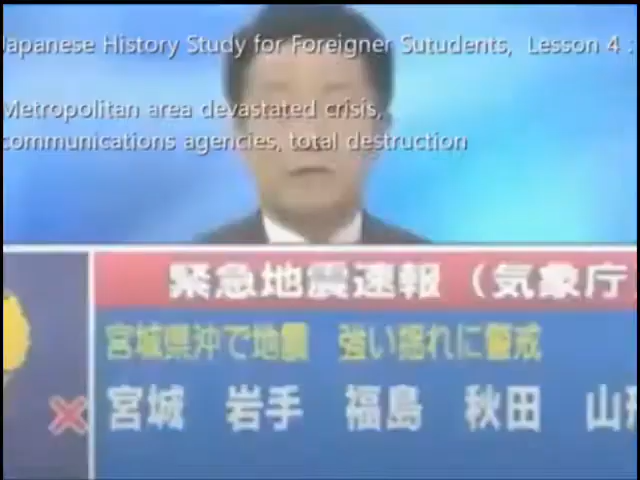 Japanese History Study for Foreigner Sutudents, Lesson 4 :
Metropolitan area devastated crisis,
communications agencies, total destruction
緊急地震速報（気象庁
宮城県沖で地震 強い揺れに警戒
宮城 岩手 福島 秋田 山形